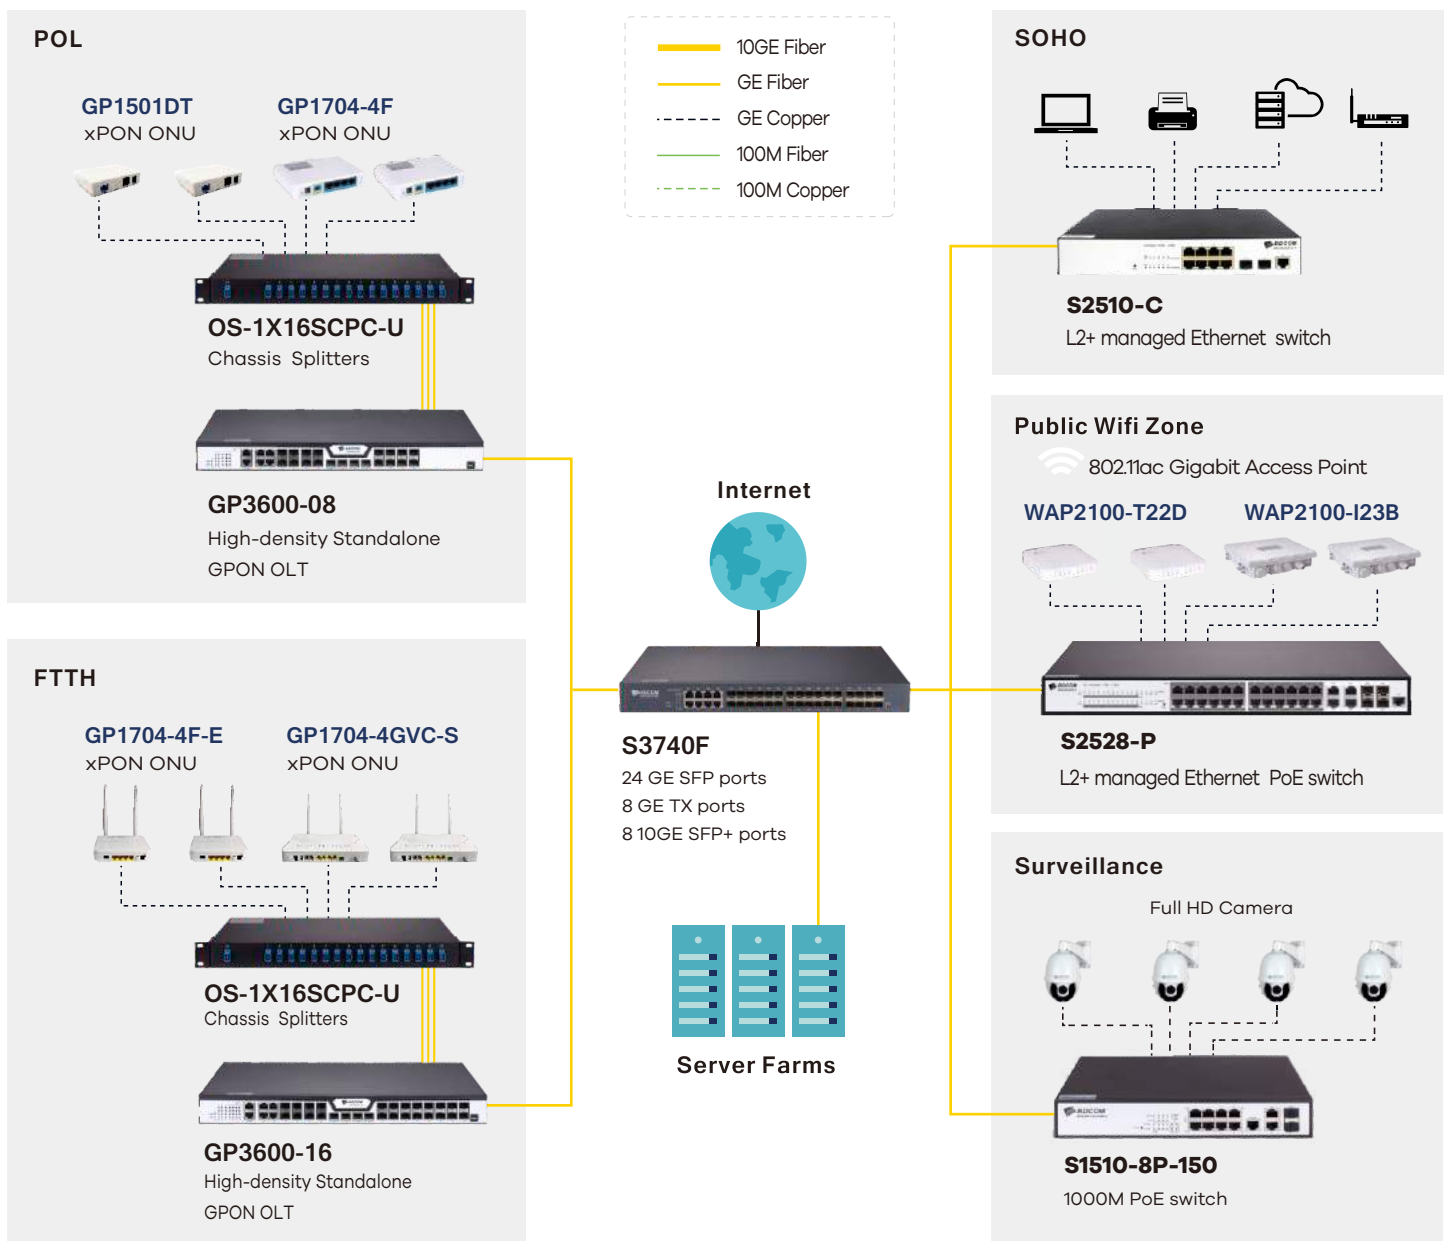 POL
GP1501DT
xPON ONU
GP1704-4F
xPON ONU
OS-1X16SCPC-U
Chassis Splitters
GP3600-08
High-density Standalone
GPON OLT
FTTH
GP1704-4F-E
xPON ONU
GP1704-4GVC-S
xPON ONU
OS-1X16SCPC-U
Chassis Splitters
GP3600-16
High-density Standalone
GPON OLT
10GE Fiber
GE Fiber
GE Copper
100M Fiber
100M Copper
Internet
BDCOM
S3740F
24 GE SFP ports
8 GE TX ports
8 10GE SFP+ ports
Server Farms
SOHO
BDCOM
S2510-C
L2+ managed Ethernet switch
Public Wifi Zone
802.11ac Gigabit Access Point
WAP2100-T22D
WAP2100-I23B
BDCOM
S2528-P
L2+ managed Ethernet PoE switch
Surveillance
Full HD Camera
BDCOM
S1510-8P-150
1000M PoE switch